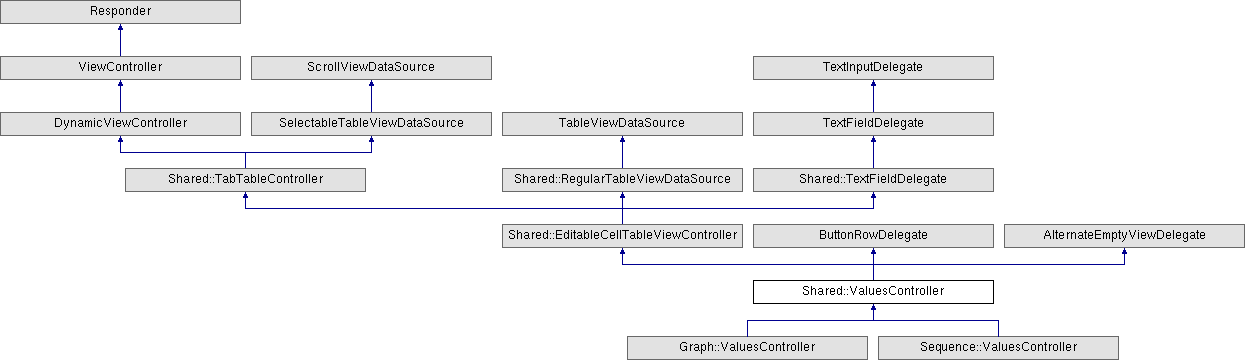 Responder
ViewController
ScrollViewDataSource
TextInputDelegate
DynamicViewController
SelectableTableViewDataSource
TableViewDataSource
TextFieldDelegate
Shared::TabTableController
Shared::RegularTableViewDataSource
Shared::TextFieldDelegate
Shared::EditableCellTableViewController
ButtonRowDelegate
AlternateEmptyViewDelegate
Shared::ValuesController
Graph::ValuesController
Sequence::ValuesController